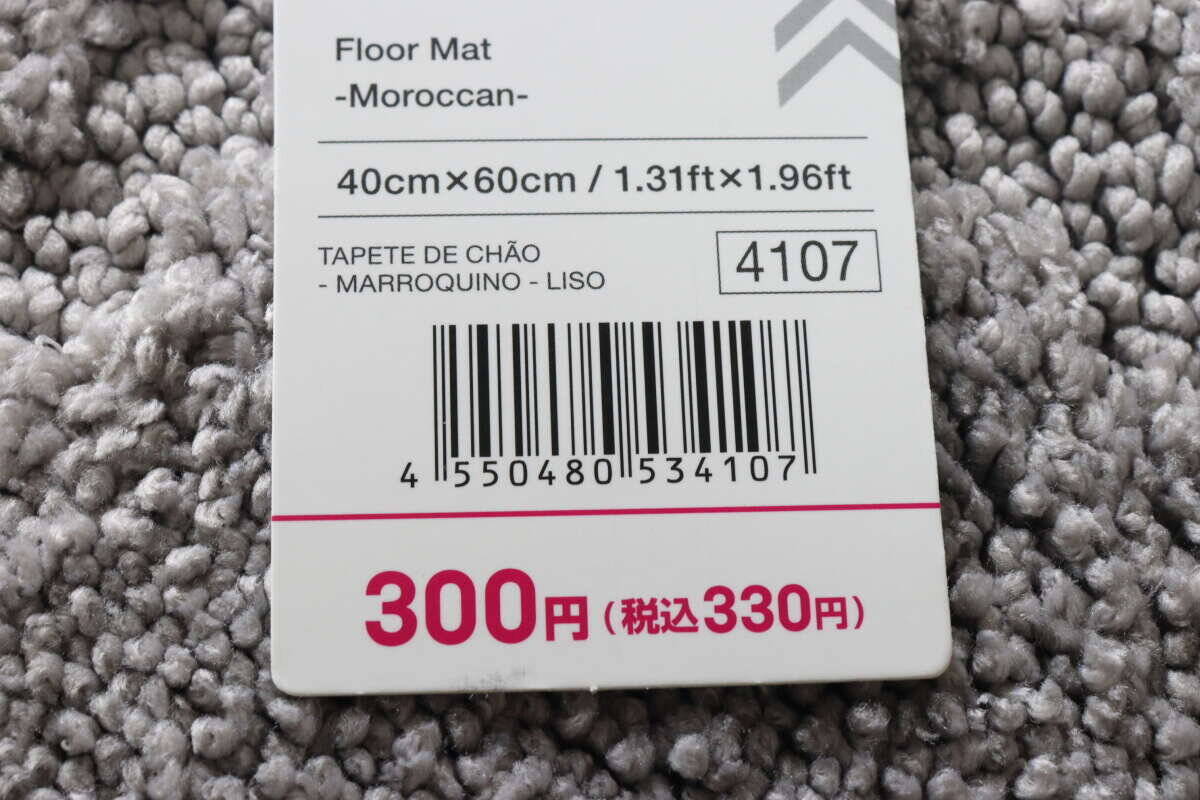 Floor Mat
-Moroccan-
40cm×60cm / 1.31ft×1.96ft
TAPETE DE CHÃO
- MARROQUINO - LISO
4107
4 550480 534107
300円(税込330円)